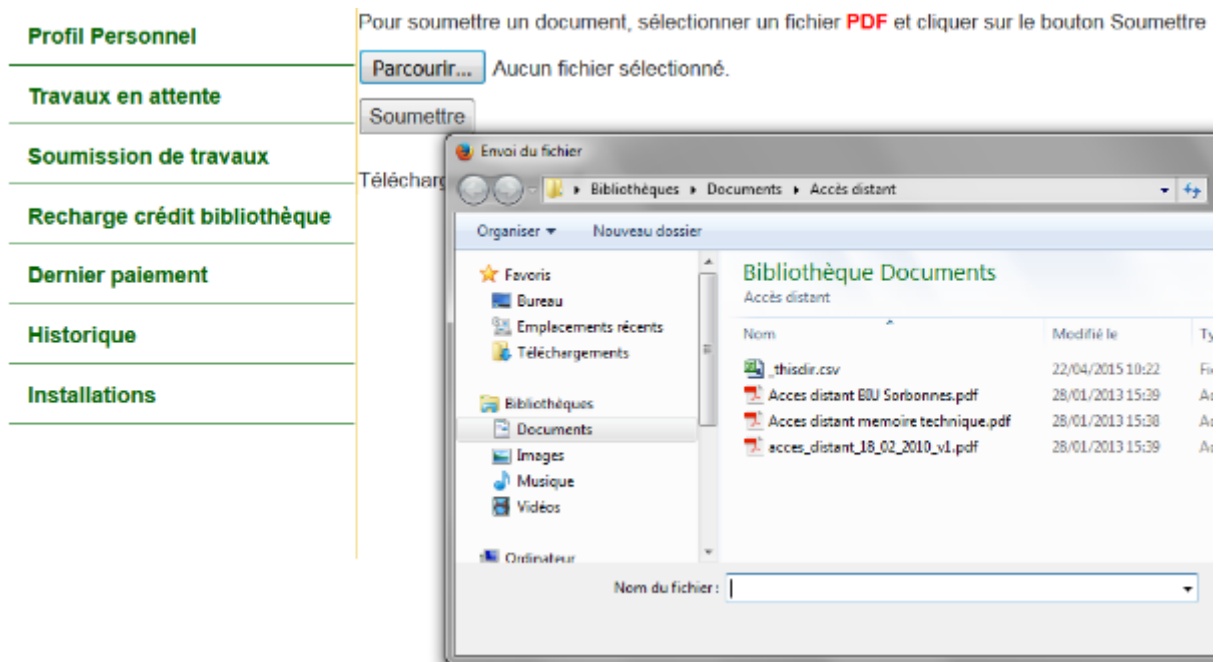 Profil Personnel
Travaux en attente
Soumission de travaux
Recharge crédit bibliothèque
Dernier paiement
Historique
Installations
Pour soumettre un document, sélectionner un fichier PDF et cliquer sur le bouton Soumettre
Parcourir... Aucun fichier sélectionné.
Soumettre
Envoi du fichier
Bibliothèques Documents Accès distant
Organiser Nouveau dossier
Favoris
Bureau
Emplacements récents
Téléchargements
Bibliothèques
Documents
Images
Musique
Vidéos
Ordinateur
Bibliothèque Documents
Accès distant
Nom Modifié le
_thisdir.csv 22/04/2015 10:22
Acces distant BIU Sorbonnes.pdf 28/01/2013 15:39
Acces distant memoire technique.pdf 28/01/2013 15:38
acces_distant_18_02_2010_v1.pdf 28/01/2013 15:39
Nom du fichier :